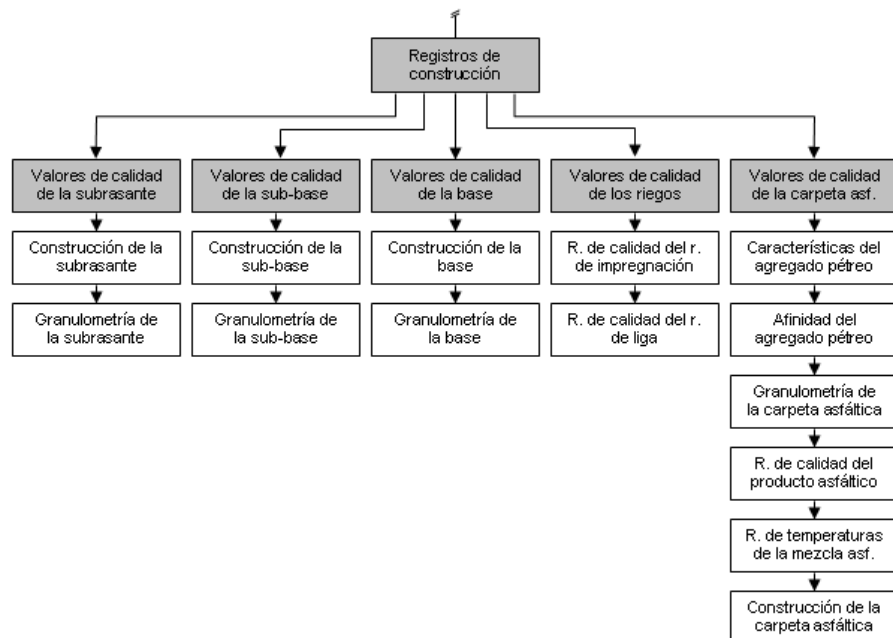 Registros de
construcción
Valores de calidad
de la subrasante
Valores de calidad
de la sub-base
Valores de calidad
de la base
Valores de calidad
de los riegos
Valores de calidad
de la carpeta asf.
Construcción de la
subrasante
Construcción de la
sub-base
Construcción de la
base
R. de calidad del r.
de impregnación
Características del
agregado pétreo
Granulometría de
la subrasante
Granulometría de
la sub-base
Granulometría de
la base
R. de calidad del r.
de liga
Afinidad del
agregado pétreo
Granulometría de
la carpeta asfáltica
R. de calidad del
producto asfáltico
R. de temperaturas
de la mezcla asf.
Construcción de la
carpeta asfáltica